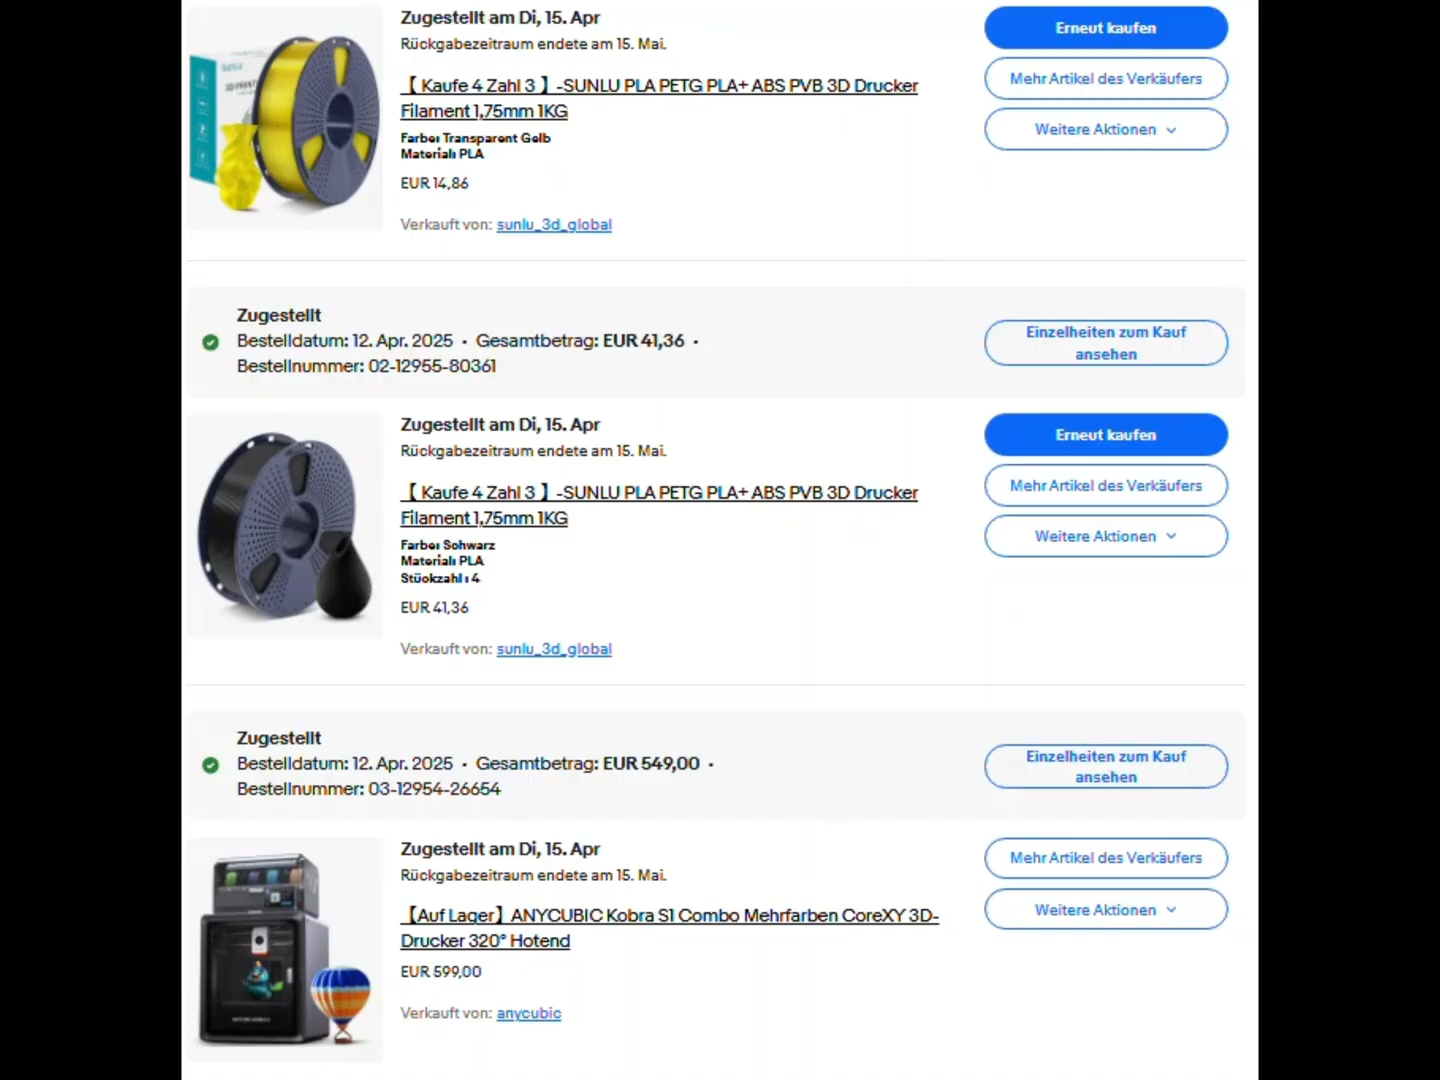 Zugestellt am Di, 15. Apr
Rückgabezeitraum endete am 15. Mai.
【 Kaufe 4 Zahl 3 】-SUNLU PLA PETG PLA+ ABS PVB 3D Drucker
Filament 1,75mm 1KG
Farbe: Transparent Gelb
Material: PLA
EUR 14,86
Verkauft von: sunlu_3d_global
Erneut kaufen
Mehr Artikel des Verkäufers
Weitere Aktionen
Zugestellt
Bestelldatum: 12. Apr. 2025 · Gesamtbetrag: EUR 41,36 ·
Bestellnummer: 02-12955-80361
Einzelheiten zum Kauf
ansehen
Zugestellt am Di, 15. Apr
Rückgabezeitraum endete am 15. Mai.
【 Kaufe 4 Zahl 3 】-SUNLU PLA PETG PLA+ ABS PVB 3D Drucker
Filament 1,75mm 1KG
Farbe: Schwarz
Material: PLA
Stückzahl: 4
EUR 41,36
Verkauft von: sunlu_3d_global
Erneut kaufen
Mehr Artikel des Verkäufers
Weitere Aktionen
Zugestellt
Bestelldatum: 12. Apr. 2025 · Gesamtbetrag: EUR 549,00 ·
Bestellnummer: 03-12954-26654
Einzelheiten zum Kauf
ansehen
Zugestellt am Di, 15. Apr
Rückgabezeitraum endete am 15. Mai.
【Auf Lager】ANYCUBIC Kobra S1 Combo Mehrfarben CoreXY 3D-
Drucker 320° Hotend
EUR 599,00
Verkauft von: anycubic
Mehr Artikel des Verkäufers
Weitere Aktionen